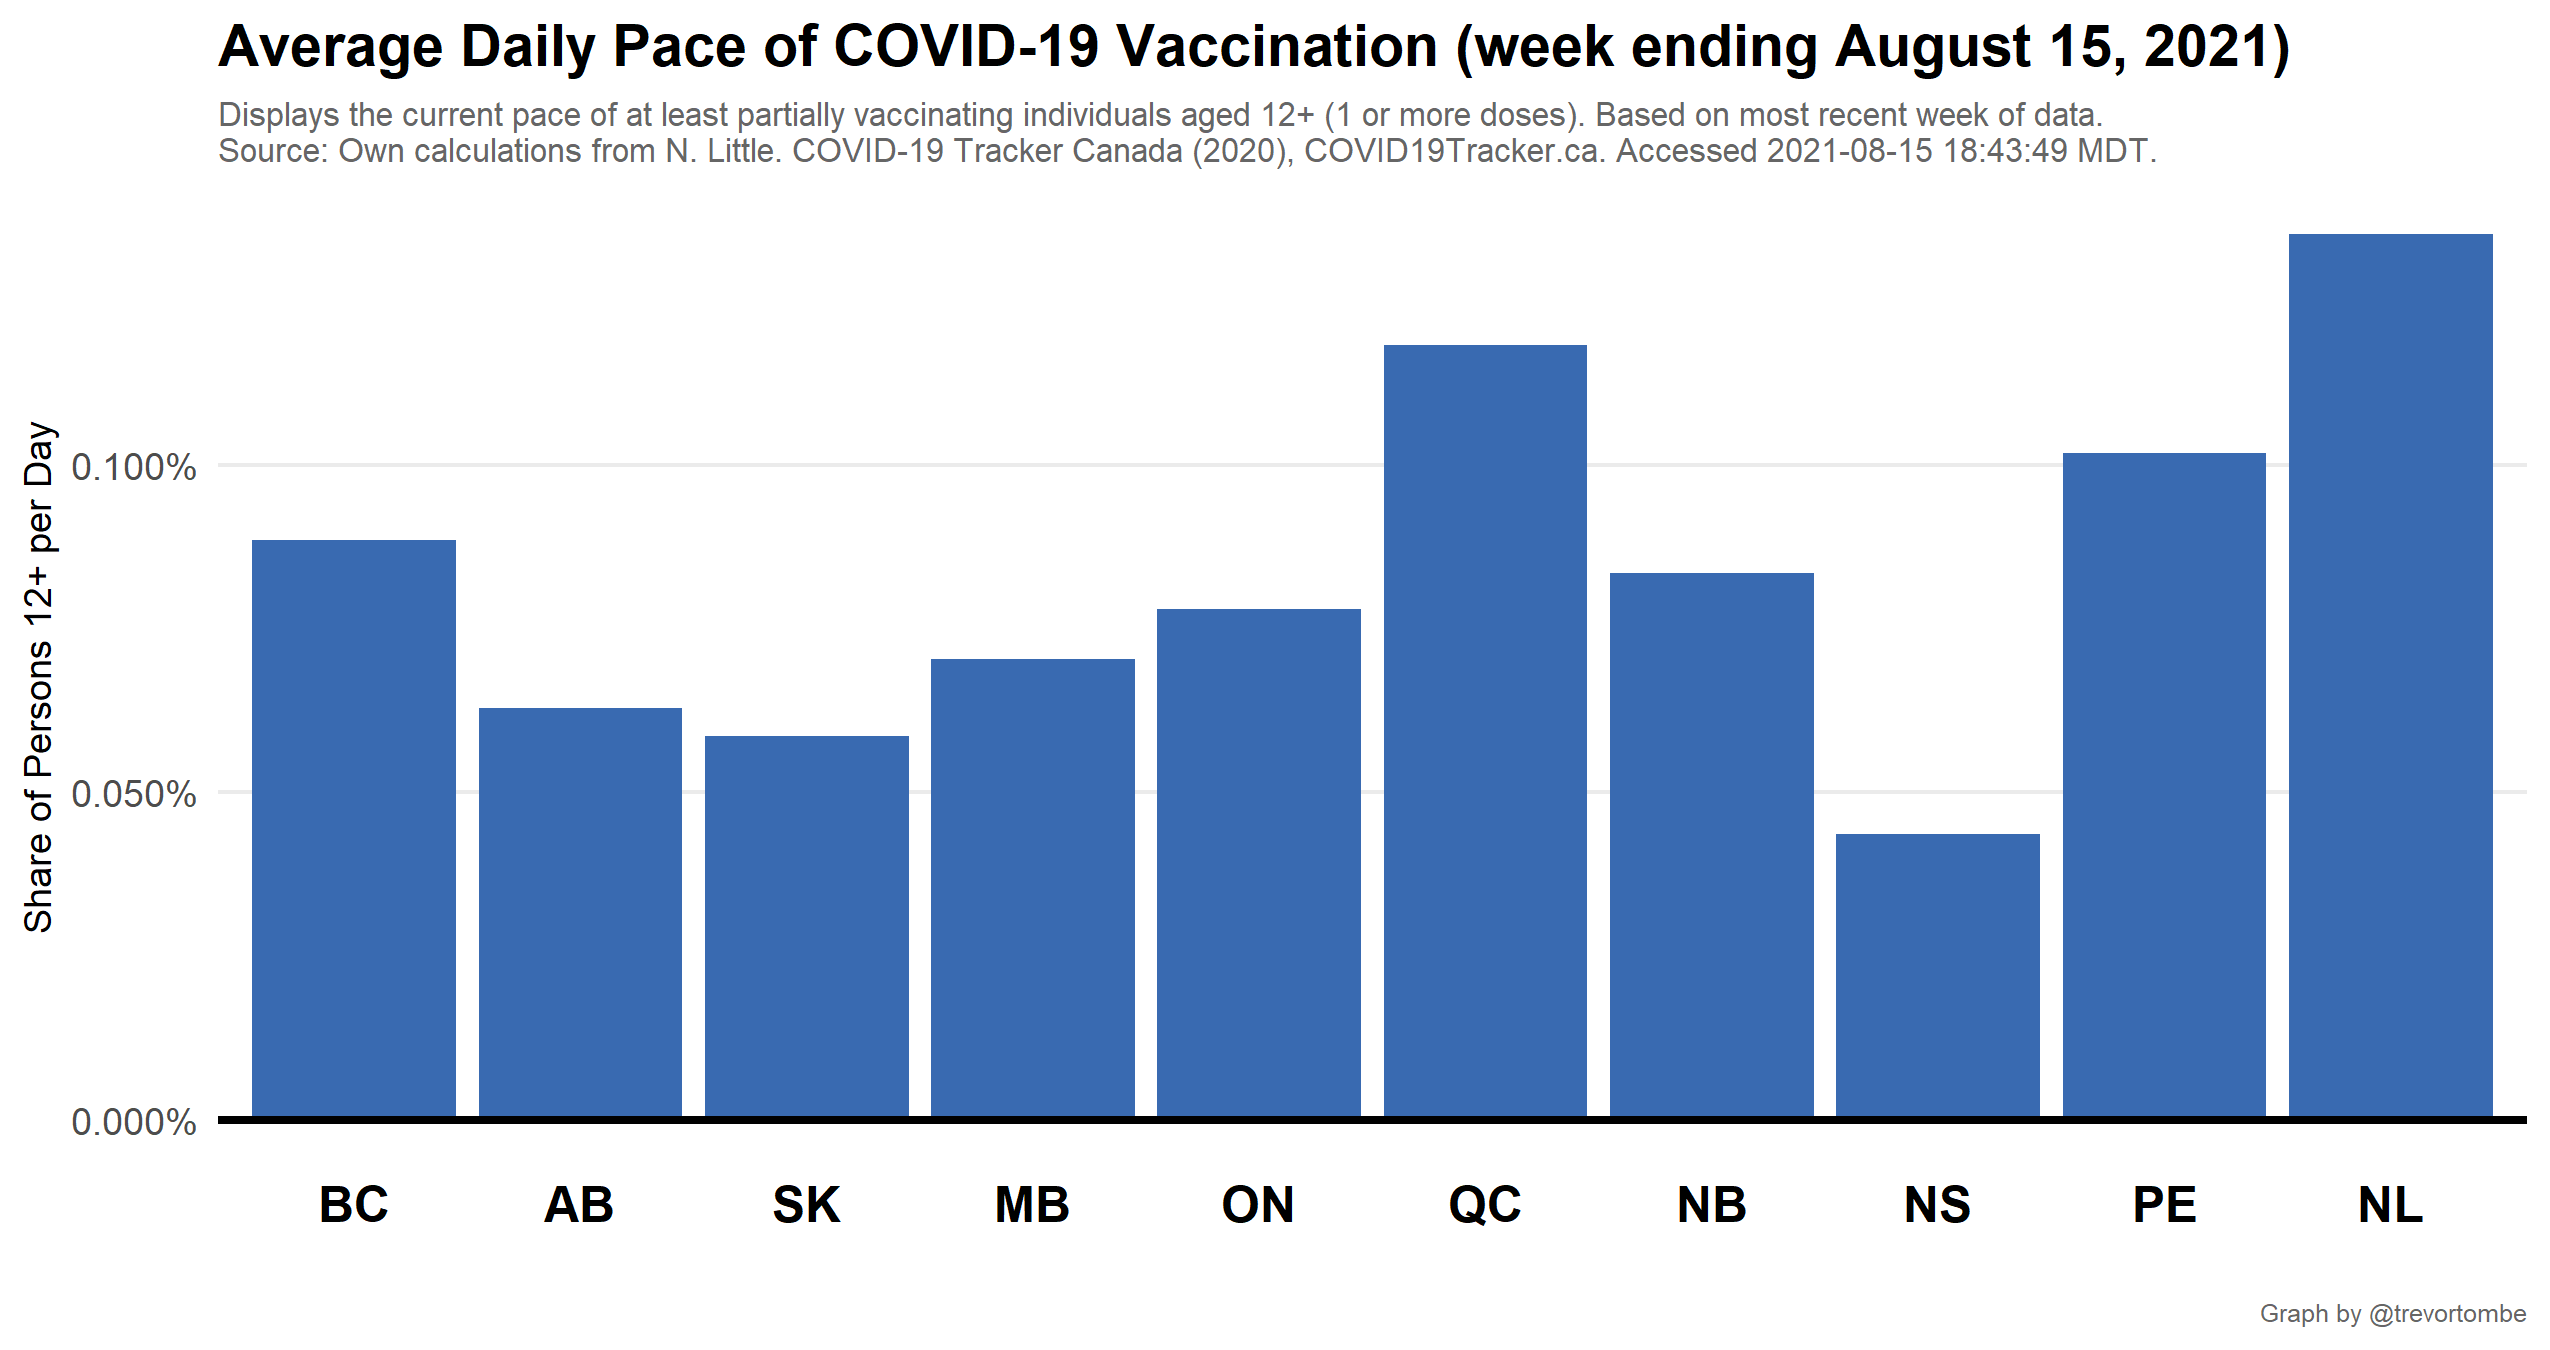 Average Daily Pace of COVID-19 Vaccination (week ending August 15, 2021)
Displays the current pace of at least partially vaccinating individuals aged 12+ (1 or more doses). Based on most recent week of data.
Source: Own calculations from N. Little. COVID-19 Tracker Canada (2020), COVID19Tracker.ca. Accessed 2021-08-15 18:43:49 MDT.
Share of Persons 12+ per Day
0.100%
0.050%
0.000%
BC AB SK MB ON QC NB NS PE NL
Graph by @trevortombe